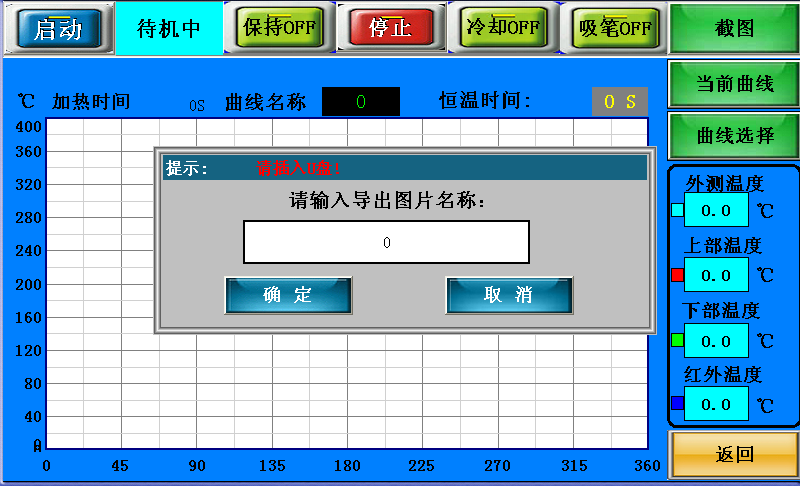 启动 待机中 保持OFF 停止 冷却OFF 吸笔OFF 截图
℃ 加热时间 0S 曲线名称 0 恒温时间: 0 S
当前曲线
曲线选择
提示: 请插入U盘!
请输入导出图片名称:
0
确 定 取 消
外测温度
0.0 ℃
上部温度
0.0 ℃
下部温度
0.0 ℃
红外温度
0.0 ℃
返回
400
360
320
280
240
200
160
120
80
40
0
0 45 90 135 180 225 270 315 360